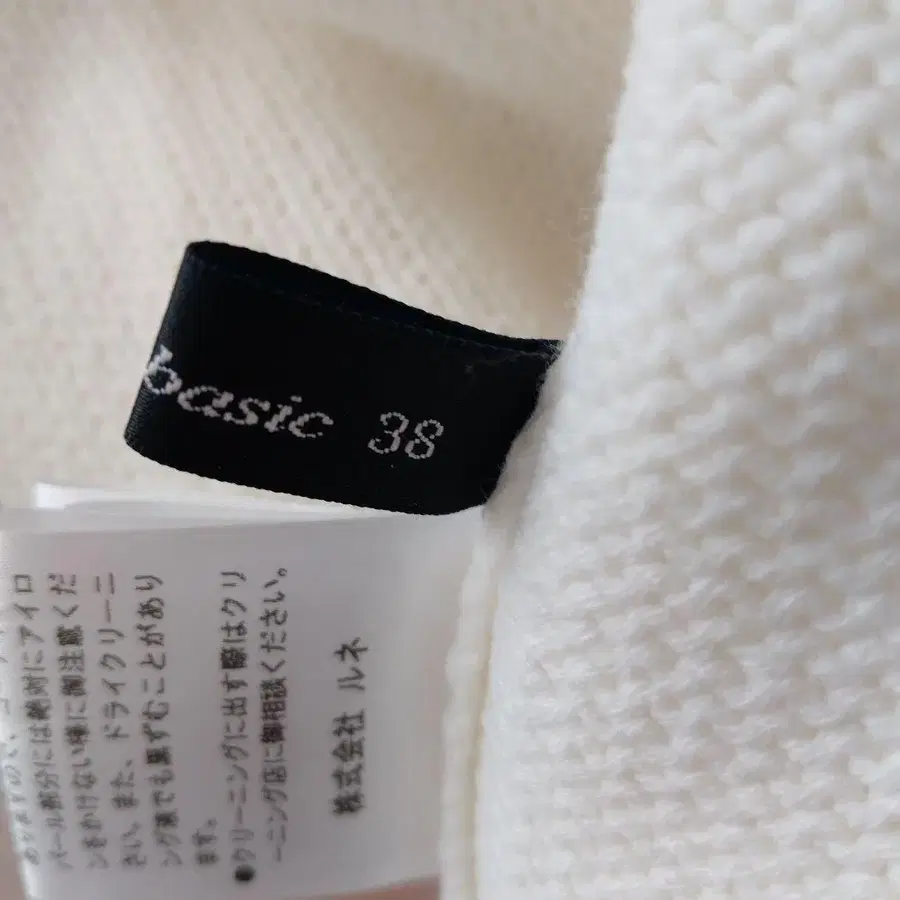 basic 38
パール部分には絶対にアイロ
ンをかけない様に御注意くだ
さい。また、ドライクリーニ
ング液でも黒ずむことがあり
ます。
●クリーニングに出す際はクリ
ーニング店に御相談ください。
株式会社 ルネ